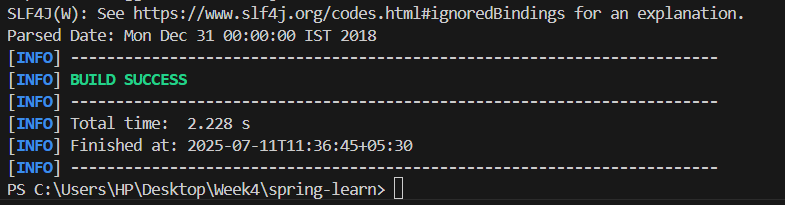 SLF4J(W): See https://www.slf4j.org/codes.html#ignoredBindings for an explanation.
Parsed Date: Mon Dec 31 00:00:00 IST 2018
[INFO] ------------------------------------------------------------------------
[INFO] BUILD SUCCESS
[INFO] ------------------------------------------------------------------------
[INFO] Total time:  2.228 s
[INFO] Finished at: 2025-07-11T11:36:45+05:30
[INFO] ------------------------------------------------------------------------
PS C:\Users\HP\Desktop\Week4\spring-learn>